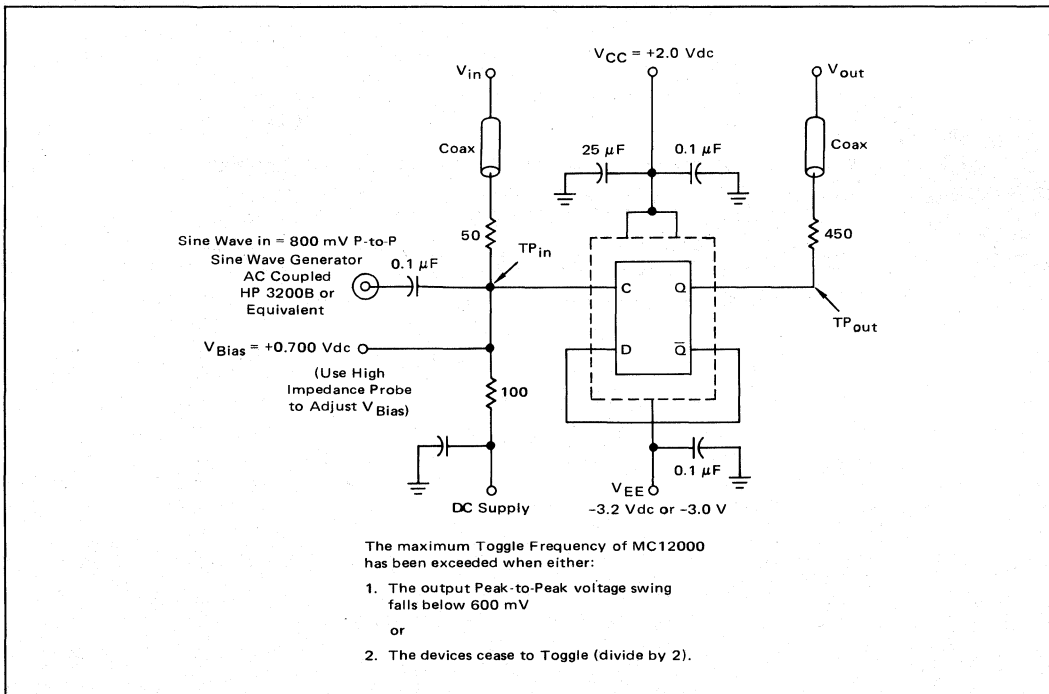 V_CC = +2.0 Vdc
V_in
V_out
Coax
25 µF
0.1 µF
Coax
50
450
Sine Wave in = 800 mV P-to-P
Sine Wave Generator
AC Coupled
HP 3200B or
Equivalent
0.1 µF
TP_in
C
Q
TP_out
V_Bias = +0.700 Vdc
(Use High
Impedance Probe
to Adjust V_Bias)
D
Q̅
100
0.1 µF
V_EE
DC Supply
–3.2 Vdc or –3.0 V
The maximum Toggle Frequency of MC12000
has been exceeded when either:
1. The output Peak-to-Peak voltage swing
falls below 600 mV
or
2. The devices cease to Toggle (divide by 2).